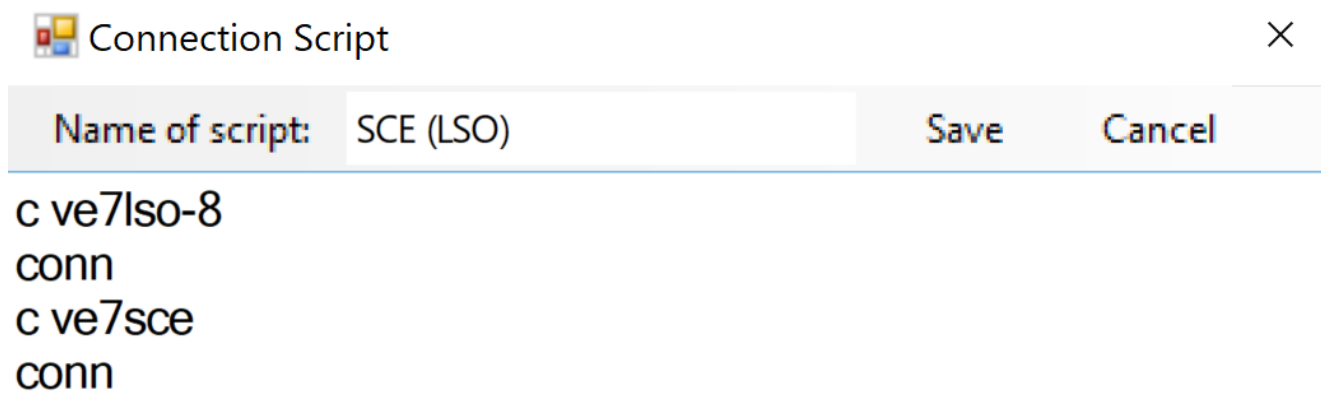 Connection Script
Name of script: SCE (LSO) Save Cancel
c ve7lso-8
conn
c ve7sce
conn